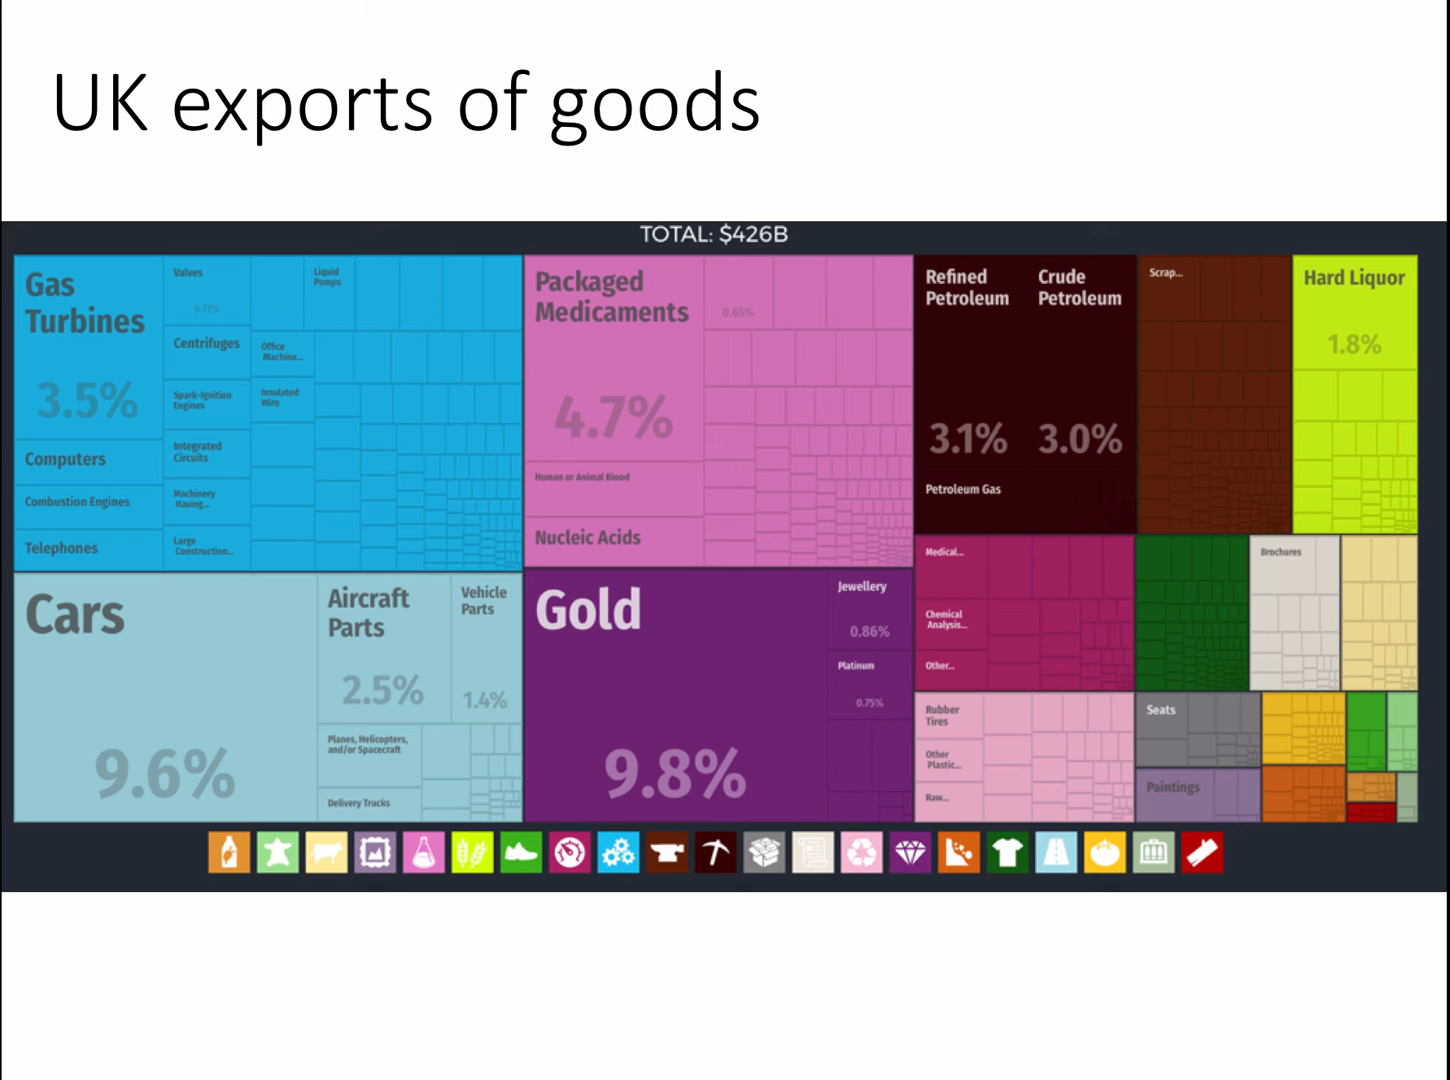 UK exports of goods
TOTAL: $426B
Gas
Turbines
3.5%
Computers
Combustion Engines
Telephones
Valves
0.77%
Centrifuges
Spark-Ignition
Engines
Integrated
Circuits
Machinery
Having...
Large
Construction...
Liquid
Pumps
Office
Machine...
Insulated
Wire
Cars
9.6%
Aircraft
Parts
2.5%
Vehicle
Parts
1.4%
Planes, Helicopters,
and/or Spacecraft
Delivery Trucks
Packaged
Medicaments
4.7%
0.65%
Human or Animal Blood
Nucleic Acids
Gold
9.8%
Jewellery
0.86%
Platinum
0.75%
Refined
Petroleum
3.1%
Crude
Petroleum
3.0%
Petroleum Gas
Scrap...
Hard Liquor
1.8%
Medical...
Chemical
Analysis...
Other...
Brochures
Rubber
Tires
Other
Plastic...
Raw...
Seats
Paintings